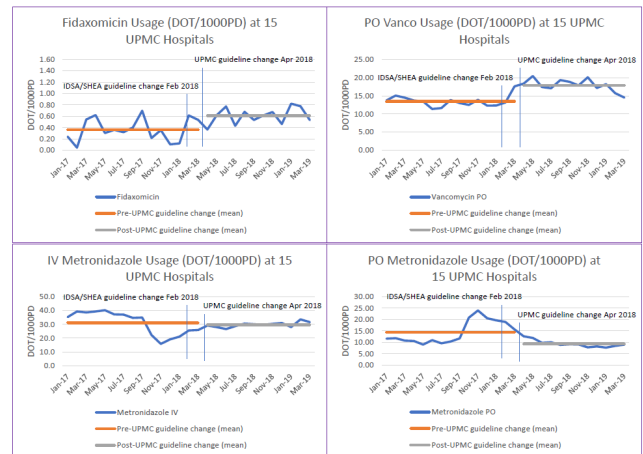 Fidaxomicin Usage (DOT/1000PD) at 15
UPMC Hospitals
UPMC guideline change Apr 2018
IDSA/SHEA guideline change Feb 2018
DOT/1000PD
1.60
1.40
1.20
1.00
0.80
0.60
0.40
0.20
0.00
Jan-17
Mar-17
May-17
Jul-17
Sep-17
Nov-17
Jan-18
Mar-18
May-18
Jul-18
Sep-18
Nov-18
Jan-19
Mar-19
Fidaxomicin
Pre-UPMC guideline change (mean)
Post-UPMC guideline change (mean)
PO Vanco Usage (DOT/1000PD) at 15 UPMC
Hospitals
UPMC guideline change Apr 2018
IDSA/SHEA guideline change Feb 2018
DOT/1000PD
25.00
20.00
15.00
10.00
5.00
0.00
Jan-17
Mar-17
May-17
Jul-17
Sep-17
Nov-17
Jan-18
Mar-18
May-18
Jul-18
Sep-18
Nov-18
Jan-19
Mar-19
Vancomycin PO
Pre-UPMC guideline change (mean)
Post-UPMC guideline change (mean)
IV Metronidazole Usage (DOT/1000PD) at 15
UPMC Hospitals
IDSA/SHEA guideline change Feb 2018
UPMC guideline change Apr 2018
DOT/1000PD
50.0
40.0
30.0
20.0
10.0
0.0
Jan-17
Mar-17
May-17
Jul-17
Sep-17
Nov-17
Jan-18
Mar-18
May-18
Jul-18
Sep-18
Nov-18
Jan-19
Mar-19
Metronidazole IV
Pre-UPMC guideline change (mean)
Post-UPMC guideline change (mean)
PO Metronidazole Usage (DOT/1000PD) at
15 UPMC Hospitals
IDSA/SHEA guideline change Feb 2018
UPMC guideline change Apr 2018
DOT/1000PD
30.00
25.00
20.00
15.00
10.00
5.00
0.00
Jan-17
Mar-17
May-17
Jul-17
Sep-17
Nov-17
Jan-18
Mar-18
May-18
Jul-18
Sep-18
Nov-18
Jan-19
Mar-19
Metronidazole PO
Pre-UPMC guideline change (mean)
Post-UPMC guideline change (mean)